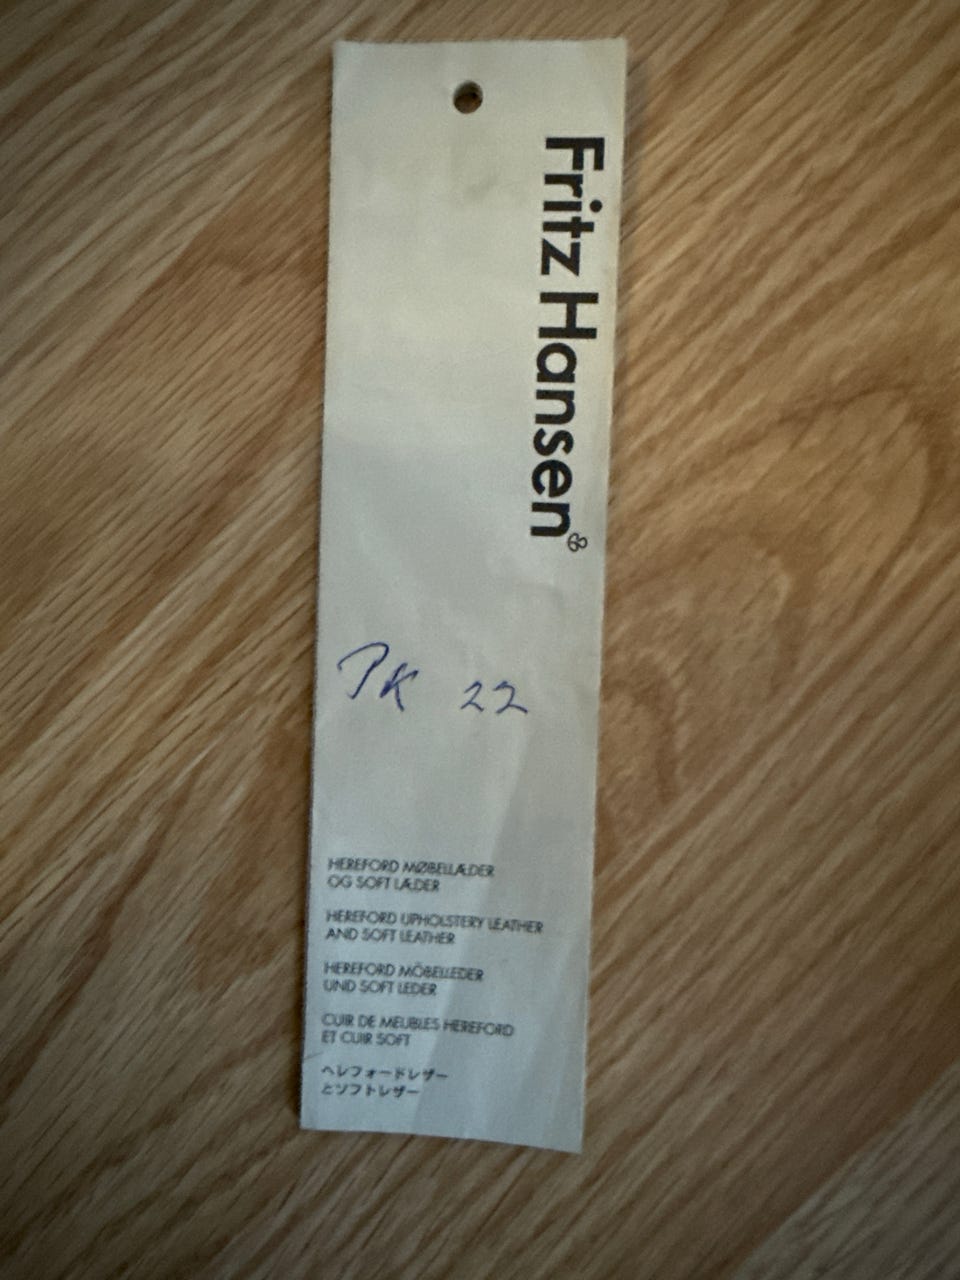 Fritz Hansen
PK 22
HEREFORD MØBELLÆDER
OG SOFT LÆDER
HEREFORD UPHOLSTERY LEATHER
AND SOFT LEATHER
HEREFORD MÖBELLEDER
UND SOFT LEDER
CUIR DE MEUBLES HEREFORD
ET CUIR SOFT
ヘレフォードレザー
とソフトレザー